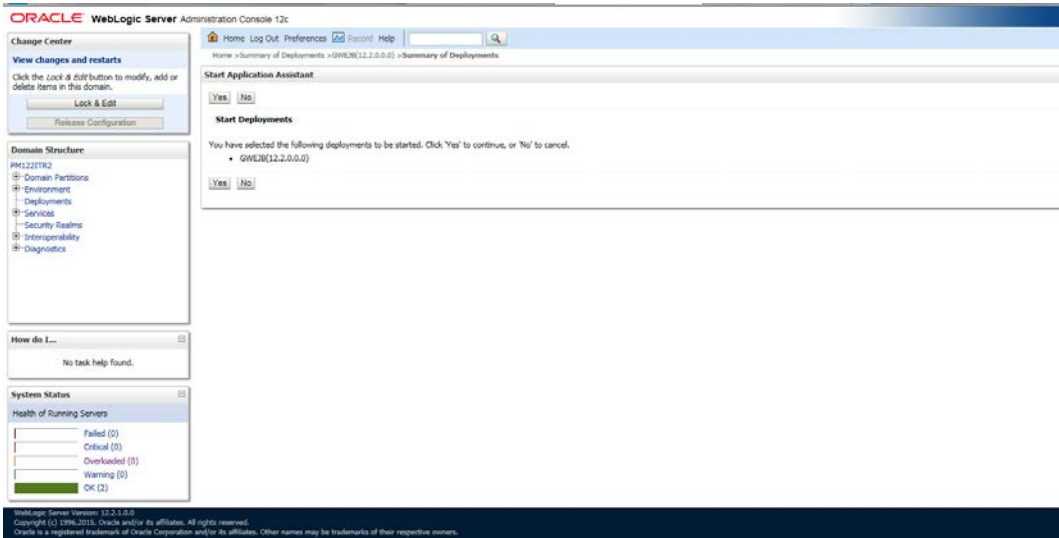 ORACLE WebLogic Server Administration Console 12c
Change Center
View changes and restarts
Click the Lock & Edit button to modify, add or
delete items in this domain.
Lock & Edit
Release Configuration
Domain Structure
PM122ITR2
Domain Partitions
Environment
Deployments
Services
Security Realms
Interoperability
Diagnostics
How do I...
No task help found.
System Status
Health of Running Servers
Failed (0)
Critical (0)
Overloaded (0)
Warning (0)
OK (2)
Home Log Out Preferences Record Help
Home >Summary of Deployments >GWEJB(12.2.0.0.0) >Summary of Deployments
Start Application Assistant
Yes No
Start Deployments
You have selected the following deployments to be started. Click 'Yes' to continue, or 'No' to cancel.
GWEJB(12.2.0.0.0)
Yes No
WebLogic Server Version: 12.2.1.0.0
Copyright (c) 1996,2015, Oracle and/or its affiliates. All rights reserved.
Oracle is a registered trademark of Oracle Corporation and/or its affiliates. Other names may be trademarks of their respective owners.